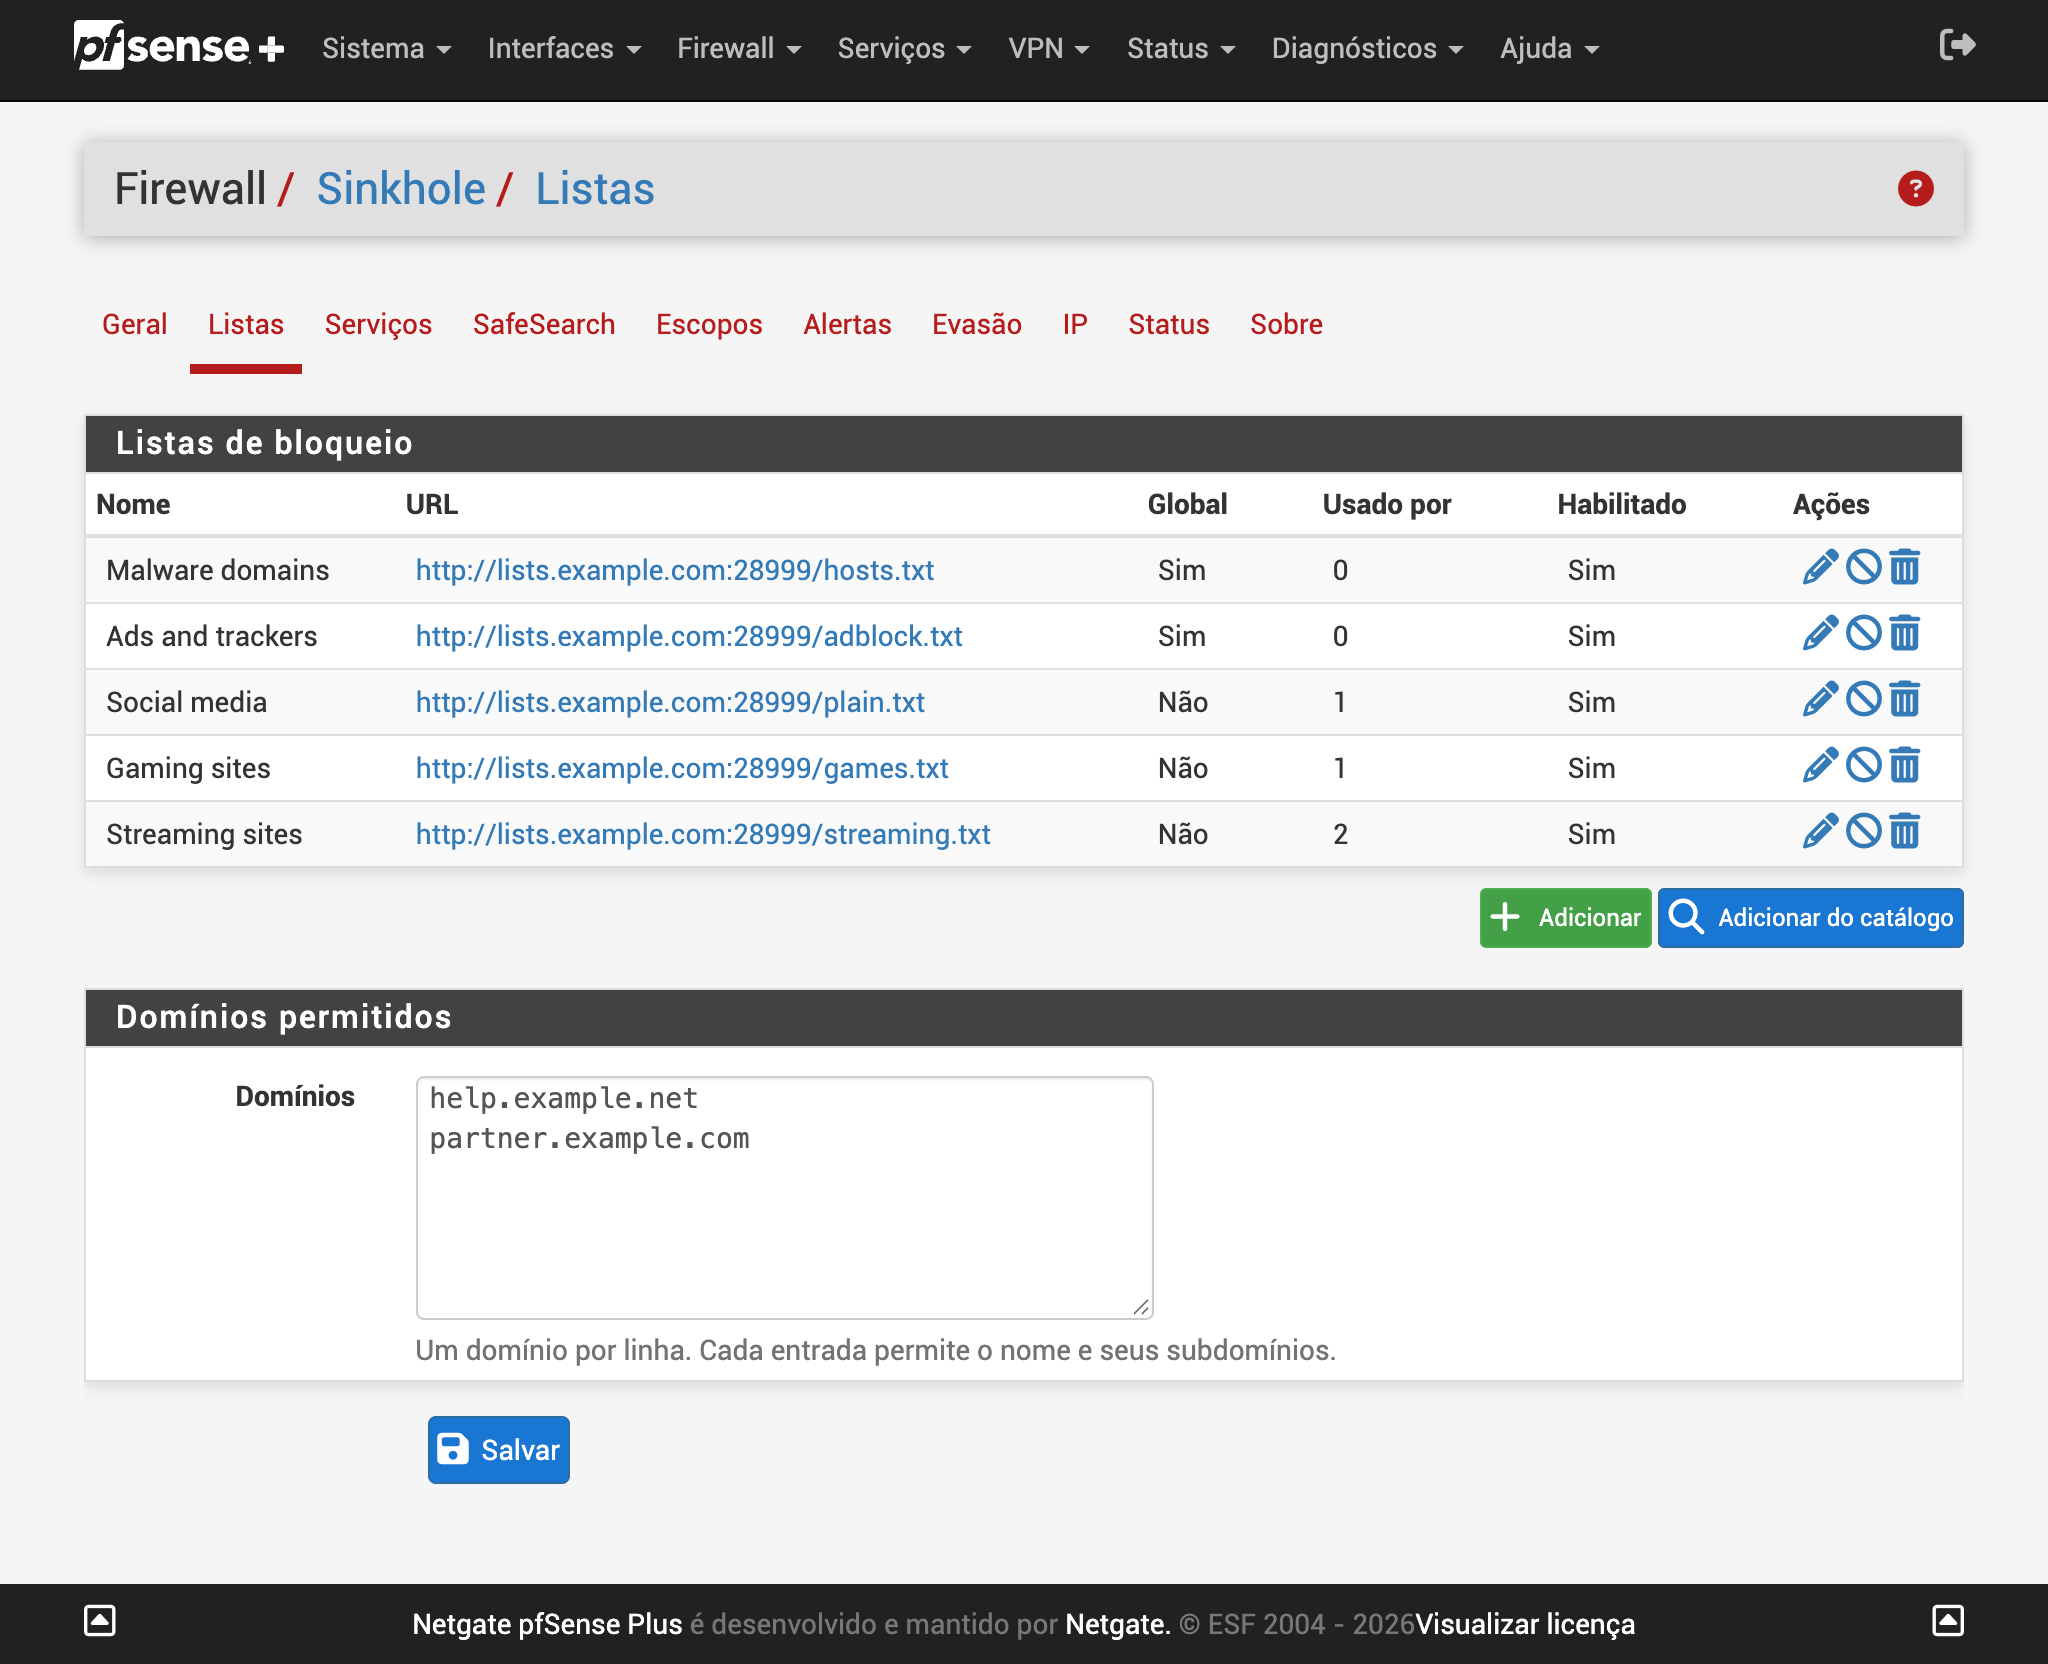 pfsense+ Sistema Interfaces Firewall Serviços VPN Status Diagnósticos Ajuda
Firewall / Sinkhole / Listas ?
Geral Listas Serviços SafeSearch Escopos Alertas Evasão IP Status Sobre
Listas de bloqueio
Nome URL Global Usado por Habilitado Ações
Malware domains http://lists.example.com:28999/hosts.txt Sim 0 Sim
Ads and trackers http://lists.example.com:28999/adblock.txt Sim 0 Sim
Social media http://lists.example.com:28999/plain.txt Não 1 Sim
Gaming sites http://lists.example.com:28999/games.txt Não 1 Sim
Streaming sites http://lists.example.com:28999/streaming.txt Não 2 Sim
Adicionar Adicionar do catálogo
Domínios permitidos
Domínios help.example.net
partner.example.com
Um domínio por linha. Cada entrada permite o nome e seus subdomínios.
Salvar
Netgate pfSense Plus é desenvolvido e mantido por Netgate. © ESF 2004 - 2026Visualizar licença